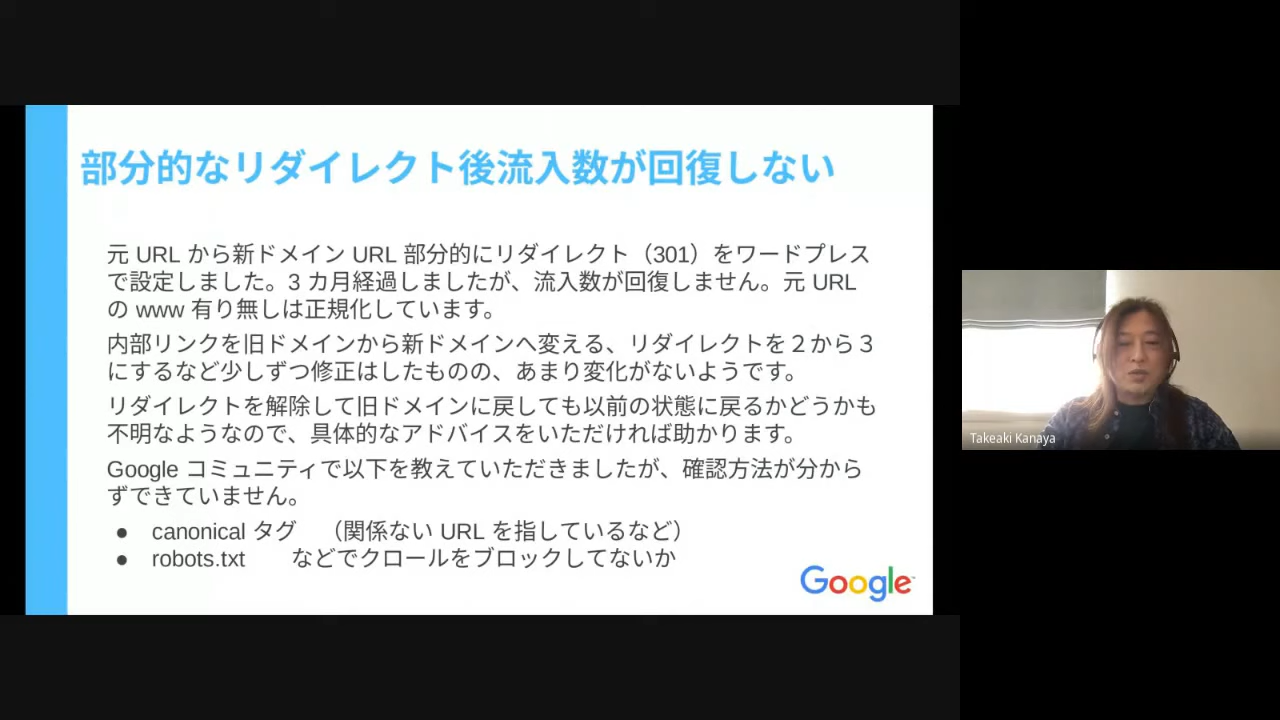 部分的なリダイレクト後流入数が回復しない
元 URL から新ドメイン URL 部分的にリダイレクト（301）をワードプレス
で設定しました。3 カ月経過しましたが、流入数が回復しません。元 URL
の www 有り無しは正規化しています。
内部リンクを旧ドメインから新ドメインへ変える、リダイレクトを２から３
にするなど少しずつ修正はしたものの、あまり変化がないようです。
リダイレクトを解除して旧ドメインに戻しても以前の状態に戻るかどうかも
不明なようなので、具体的なアドバイスをいただければ助かります。
Google コミュニティで以下を教えていただきましたが、確認方法が分から
ずできていません。
● canonical タグ　（関係ない URL を指しているなど）
● robots.txt　　などでクロールをブロックしてないか
Google
Takeaki Kanaya